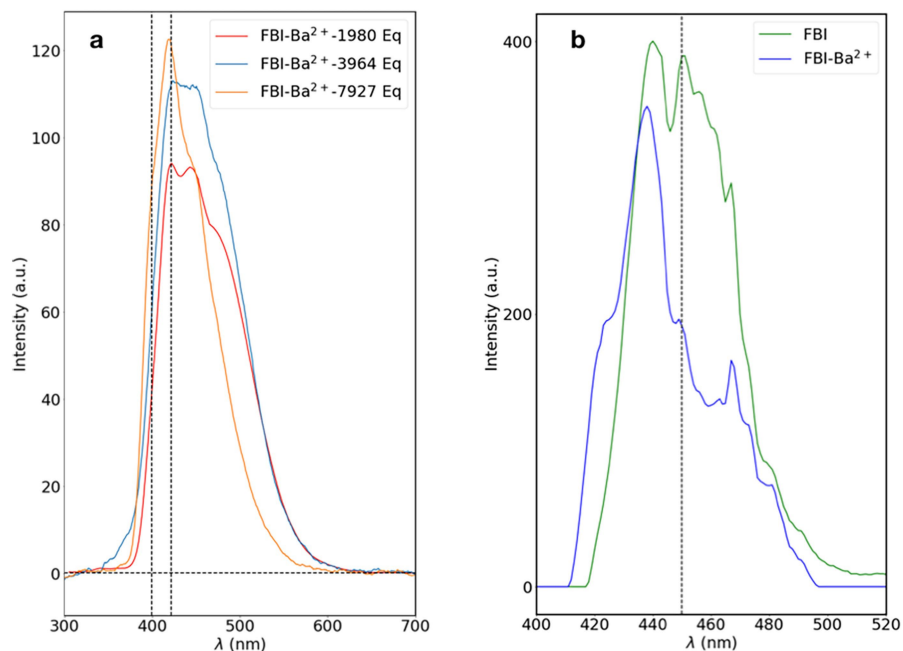 a
FBI-Ba²⁺-1980 Eq
FBI-Ba²⁺-3964 Eq
FBI-Ba²⁺-7927 Eq
Intensity (a.u.)
120
100
80
60
40
20
0
300 400 500 600 700
λ (nm)
b
FBI
FBI-Ba²⁺
Intensity (a.u.)
400
200
0
400 420 440 460 480 500 520
λ (nm)